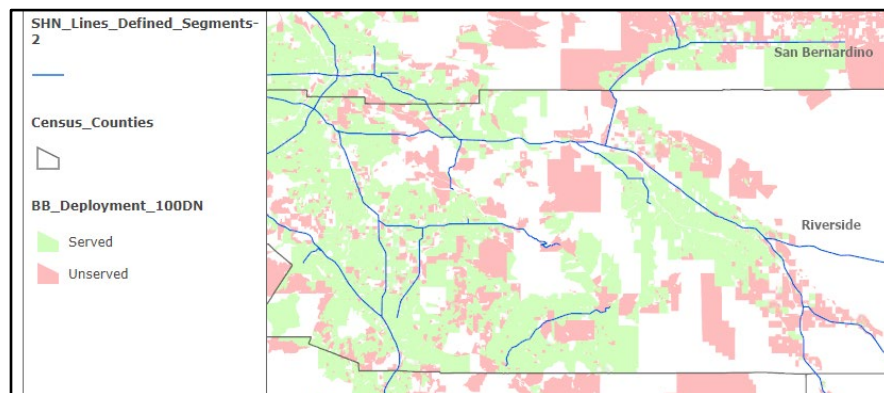 SHN_Lines_Defined_Segments-
2
Census_Counties
BB_Deployment_100DN
Served
Unserved
San Bernardino
Riverside